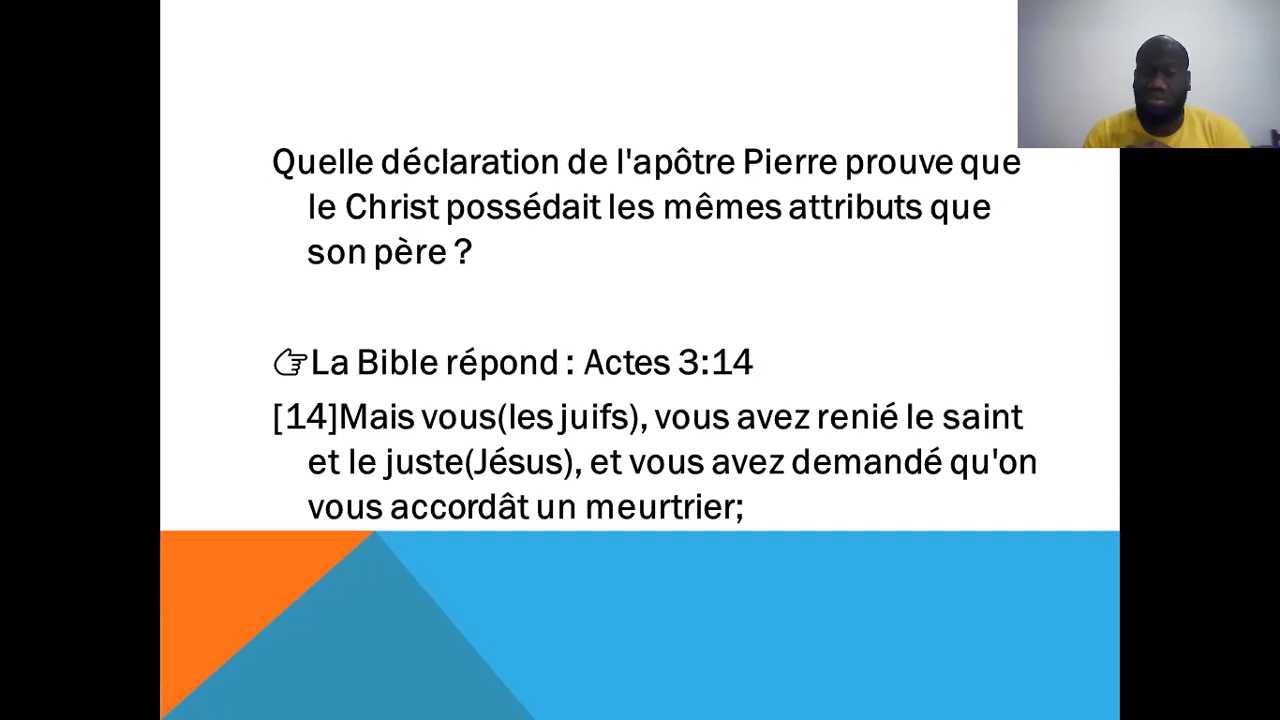 Quelle déclaration de l'apôtre Pierre prouve que
le Christ possédait les mêmes attributs que
son père ?
☞La Bible répond : Actes 3:14
[14]Mais vous(les juifs), vous avez renié le saint
et le juste(Jésus), et vous avez demandé qu'on
vous accordât un meurtrier;